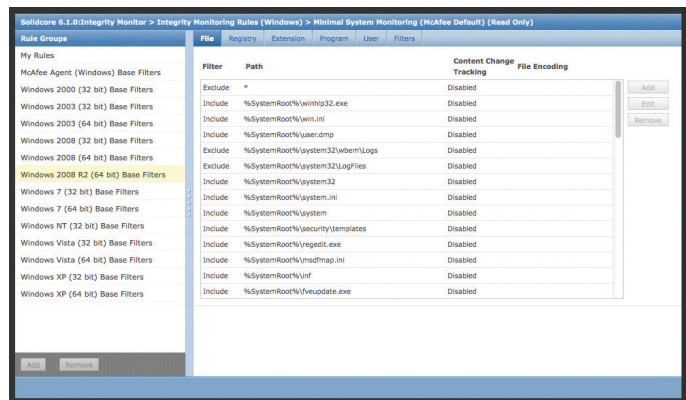 Solidcore 6.1.0:Integrity Monitor > Integrity Monitoring Rules (Windows) > Minimal System Monitoring (McAfee Default) (Read Only)
Rule Groups
My Rules
McAfee Agent (Windows) Base Filters
Windows 2000 (32 bit) Base Filters
Windows 2003 (32 bit) Base Filters
Windows 2003 (64 bit) Base Filters
Windows 2008 (32 bit) Base Filters
Windows 2008 (64 bit) Base Filters
Windows 2008 R2 (64 bit) Base Filters
Windows 7 (32 bit) Base Filters
Windows 7 (64 bit) Base Filters
Windows NT (32 bit) Base Filters
Windows Vista (32 bit) Base Filters
Windows Vista (64 bit) Base Filters
Windows XP (32 bit) Base Filters
Windows XP (64 bit) Base Filters
Add Remove
File Registry Extension Program User Filters
Filter Path Content Change Tracking File Encoding
Exclude * Disabled
Include %SystemRoot%\winhlp32.exe Disabled
Include %SystemRoot%\win.ini Disabled
Include %SystemRoot%\user.dmp Disabled
Exclude %SystemRoot%\system32\wbem\Logs Disabled
Exclude %SystemRoot%\system32\LogFiles Disabled
Include %SystemRoot%\system32 Disabled
Include %SystemRoot%\system.ini Disabled
Include %SystemRoot%\system Disabled
Include %SystemRoot%\security\templates Disabled
Include %SystemRoot%\regedit.exe Disabled
Include %SystemRoot%\msdfmap.ini Disabled
Include %SystemRoot%\inf Disabled
Include %SystemRoot%\fveupdate.exe Disabled
Add
Edit
Remove